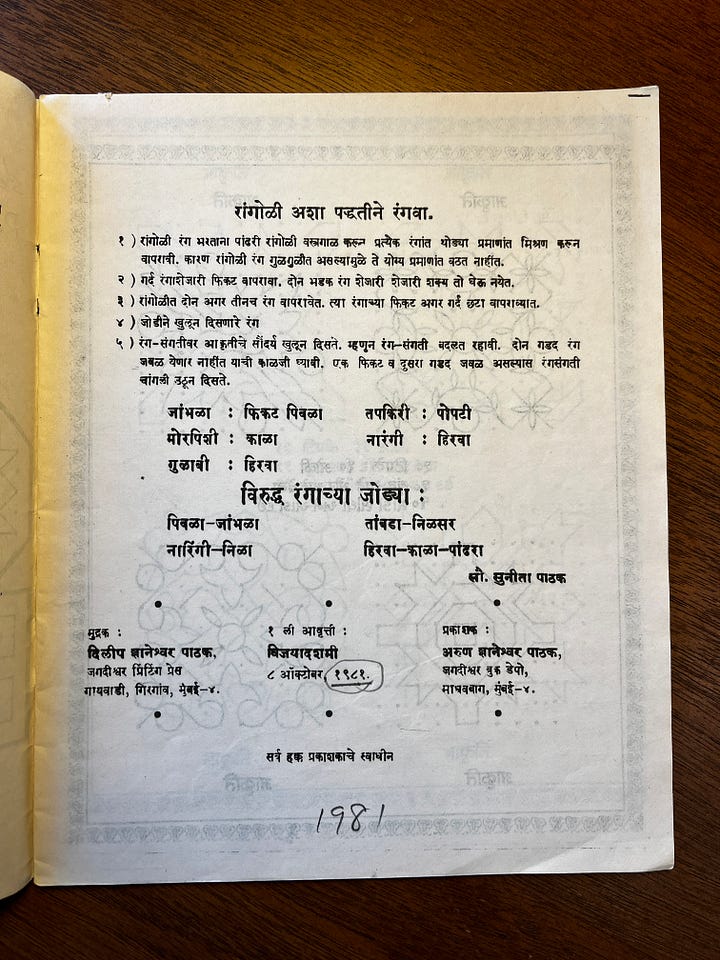 रांगोळी अशा पद्धतीने रंगवा.
१ ) रांगोळी रंग भरताना पांढरी रांगोळी वस्त्रगाळ करून प्रत्येक रंगांत थोड्या प्रमाणांत मिश्रण करून
वापरावी. कारण रांगोळी रंग गुळगुळीत असल्यामुळे ते योग्य प्रमाणांत वठत नाहींत.
२ ) गर्द रंगाशेजारी फिकट वापरावा. दोन भडक रंग शेजारी शेजारी शक्य तो घेऊ नयेत.
३ ) रांगोळीत दोन अगर तीनच रंग वापरावेत. त्या रंगाच्या फिकट अगर गर्द छटा वापराव्यात.
४ ) जोडीने खुलून दिसणारे रंग
५ ) रंग-संगतीवर आकृतीचे सौंदर्य खुलून दिसते. म्हणून रंग-संगती बदलत रहावी. दोन गडद रंग
जवळ येणार नाहींत याची काळजी घ्यावी. एक फिकट व दुसरा गडद जवळ असल्यास रंगसंगती
चांगली उठून दिसते.
जांभळा : फिकट पिवळा तपकिरी : पोपटी
मोरपिशी : काळा नारंगी : हिरवा
गुलाबी : हिरवा
विरुद्ध रंगाच्या जोड्या :
पिवळा-जांभळा तांबडा-निळसर
नारिंगी-निळा हिरवा-काळा-पांढरा
सौ. सुनीता पाठक
मुद्रक : १ ली आवृत्ती : प्रकाशक :
दिलीप ज्ञानेश्वर पाठक, विजयादशमी अरुण ज्ञानेश्वर पाठक,
जगदीश्वर प्रिंटिंग प्रेस ८ ऑक्टोबर, १९८१. जगदीश्वर बुक डेपो,
गायवाडी, गिरगांव, मुंबई-४. माधवबाग, मुंबई-४.
सर्व हक्क प्रकाशकाचे स्वाधीन
1981